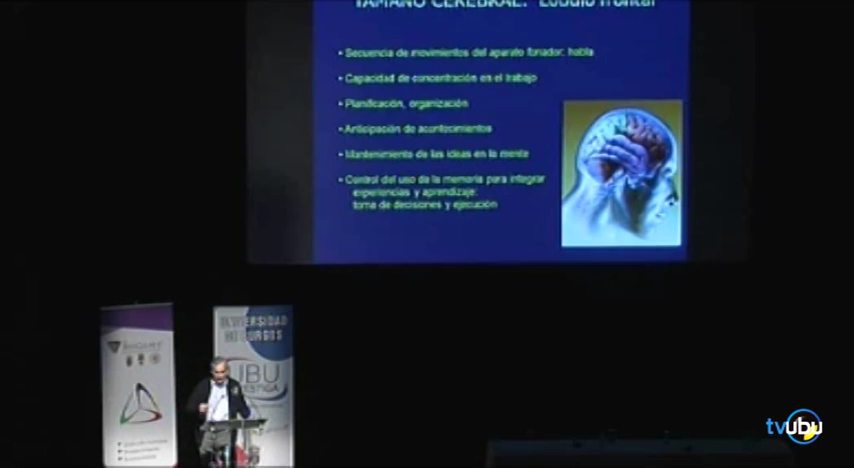 TAMAÑO CEREBRAL: Lóbulo frontal
• Secuencia de movimientos del aparato fonador: habla
• Capacidad de concentración en el trabajo
• Planificación, organización
• Anticipación de acontecimientos
• Mantenimiento de las ideas en la mente
• Control del uso de la memoria para integrar
experiencias y aprendizaje:
toma de decisiones y ejecución
UNIVERSIDAD
DE BURGOS
UBU
tvubu